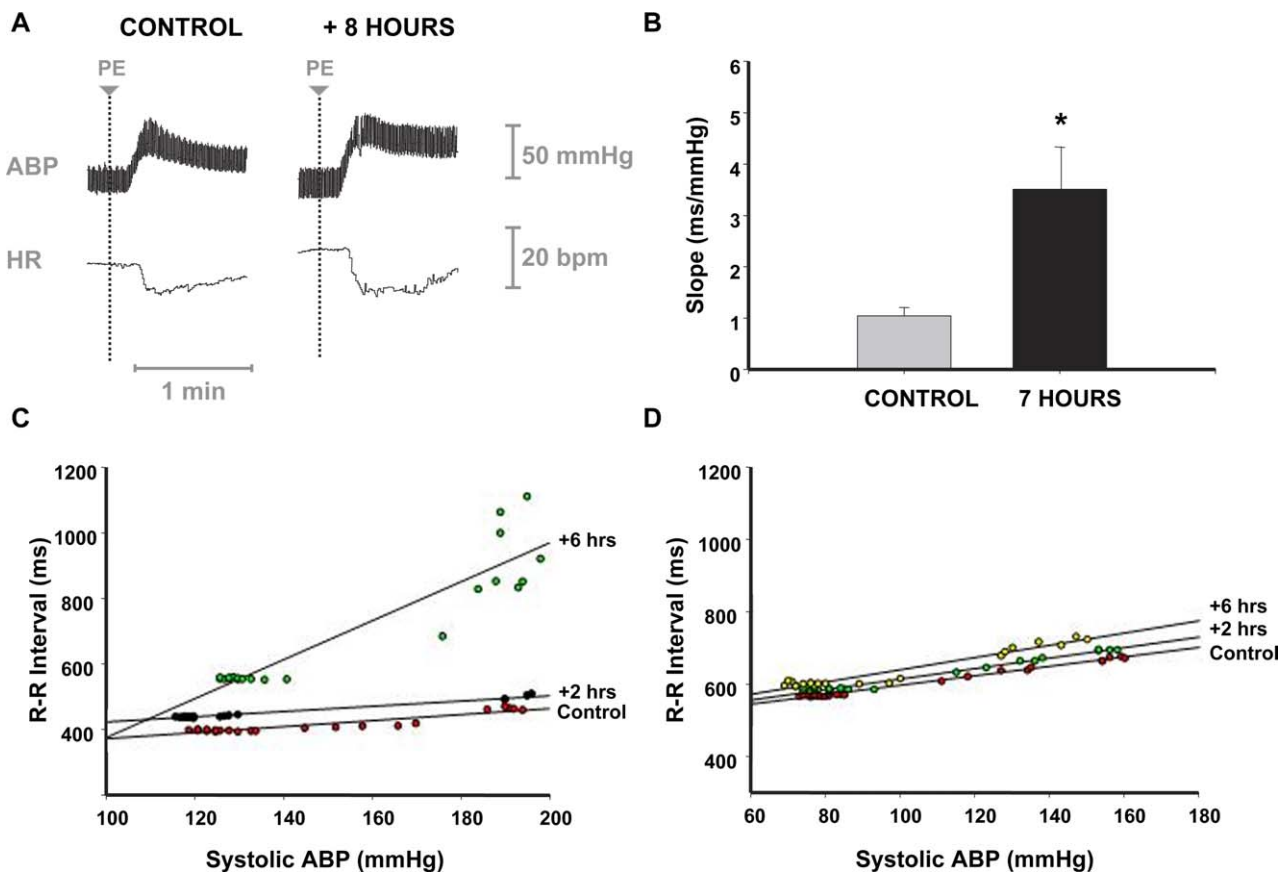 A
CONTROL
+ 8 HOURS
PE
PE
ABP
50 mmHg
HR
20 bpm
1 min
B
6
5
4
3
2
1
0
Slope (ms/mmHg)
*
CONTROL
7 HOURS
C
1200
1000
800
600
400
R-R Interval (ms)
+6 hrs
+2 hrs
Control
100
120
140
160
180
200
Systolic ABP (mmHg)
D
1200
1000
800
600
400
R-R Interval (ms)
+6 hrs
+2 hrs
Control
60
80
100
120
140
160
180
Systolic ABP (mmHg)